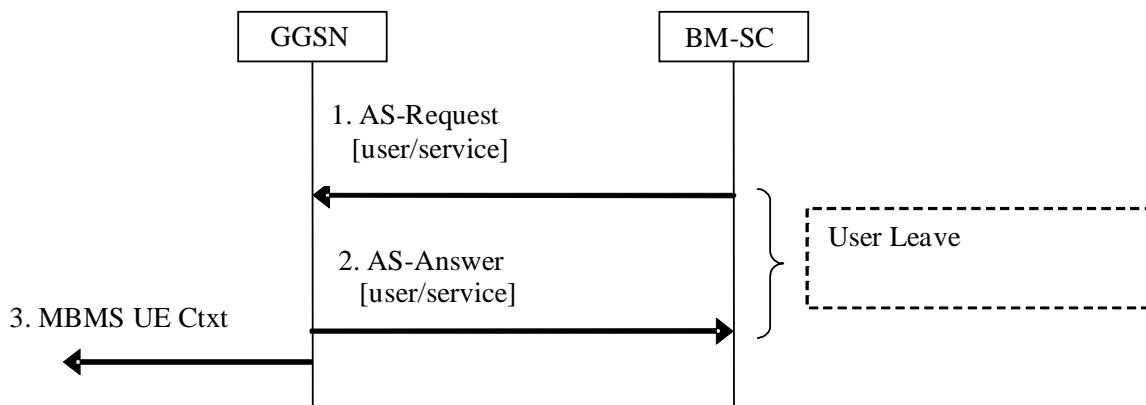 GGSN
BM-SC
1. AS-Request
[user/service]
User Leave
2. AS-Answer
[user/service]
3. MBMS UE Ctxt